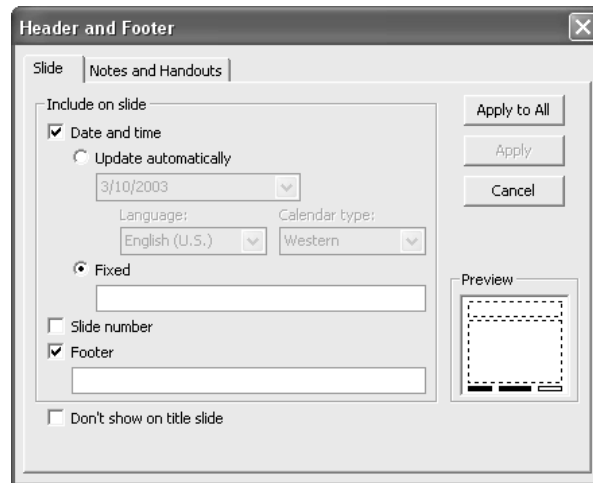 Header and Footer
Slide
Notes and Handouts
Include on slide
Date and time
Update automatically
3/10/2003
Language:
Calendar type:
English (U.S.)
Western
Fixed
Slide number
Footer
Don't show on title slide
Apply to All
Apply
Cancel
Preview